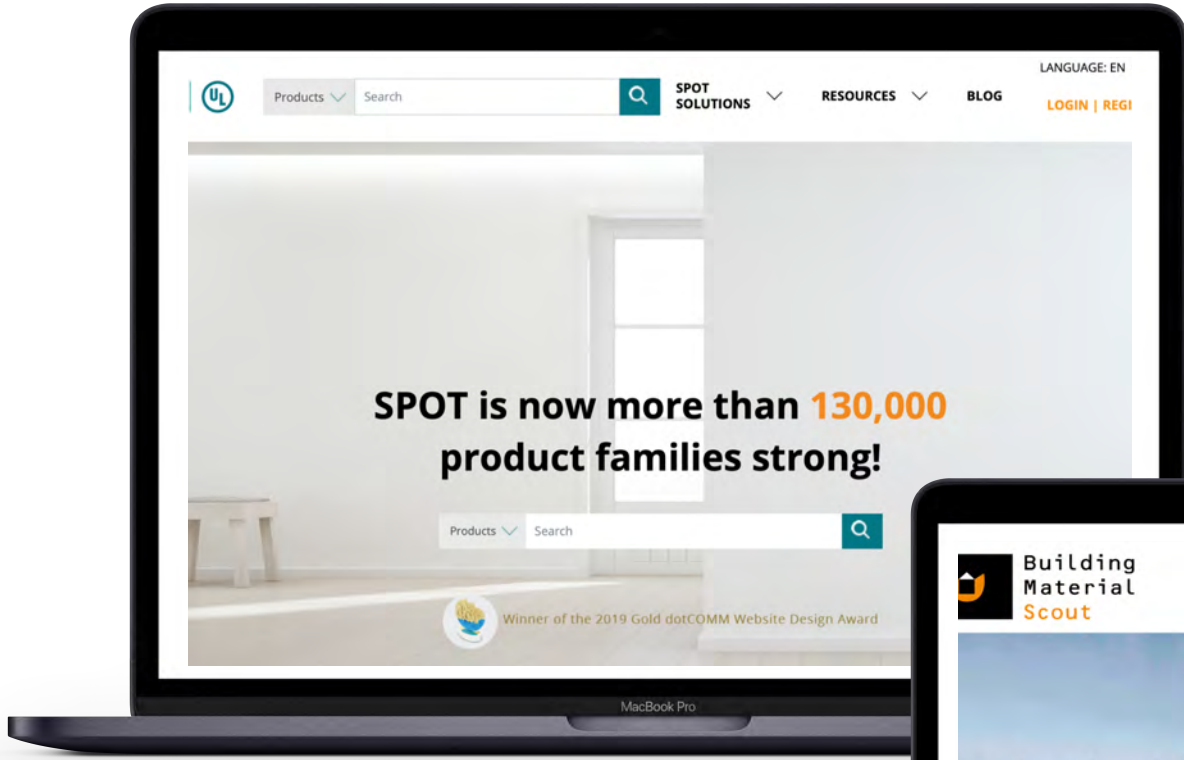 LANGUAGE: EN
UL
Products
Search
SPOT
SOLUTIONS
RESOURCES
BLOG
LOGIN | REGI
SPOT is now more than 130,000
product families strong!
Products
Search
Winner of the 2019 Gold dotCOMM Website Design Award
MacBook Pro
Building
Material
Scout